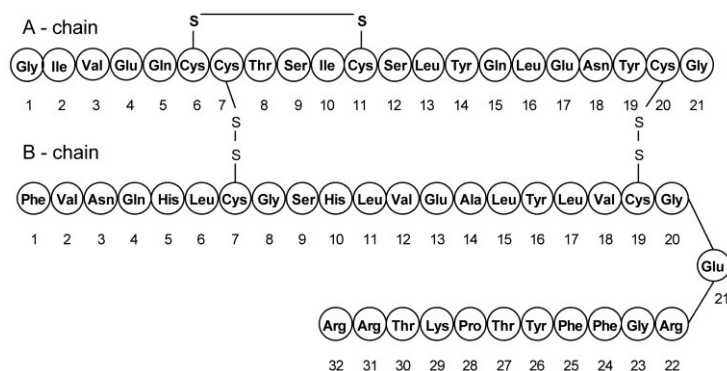 S S
A - chain
Gly Ile Val Glu Gln Cys Cys Thr Ser Ile Cys Ser Leu Tyr Gln Leu Glu Asn Tyr Cys Gly
1 2 3 4 5 6 7 8 9 10 11 12 13 14 15 16 17 18 19 20 21
S S
S S
B - chain
Phe Val Asn Gln His Leu Cys Gly Ser His Leu Val Glu Ala Leu Tyr Leu Val Cys Gly
1 2 3 4 5 6 7 8 9 10 11 12 13 14 15 16 17 18 19 20
Glu
21
Arg Arg Thr Lys Pro Thr Tyr Phe Phe Gly Arg
32 31 30 29 28 27 26 25 24 23 22